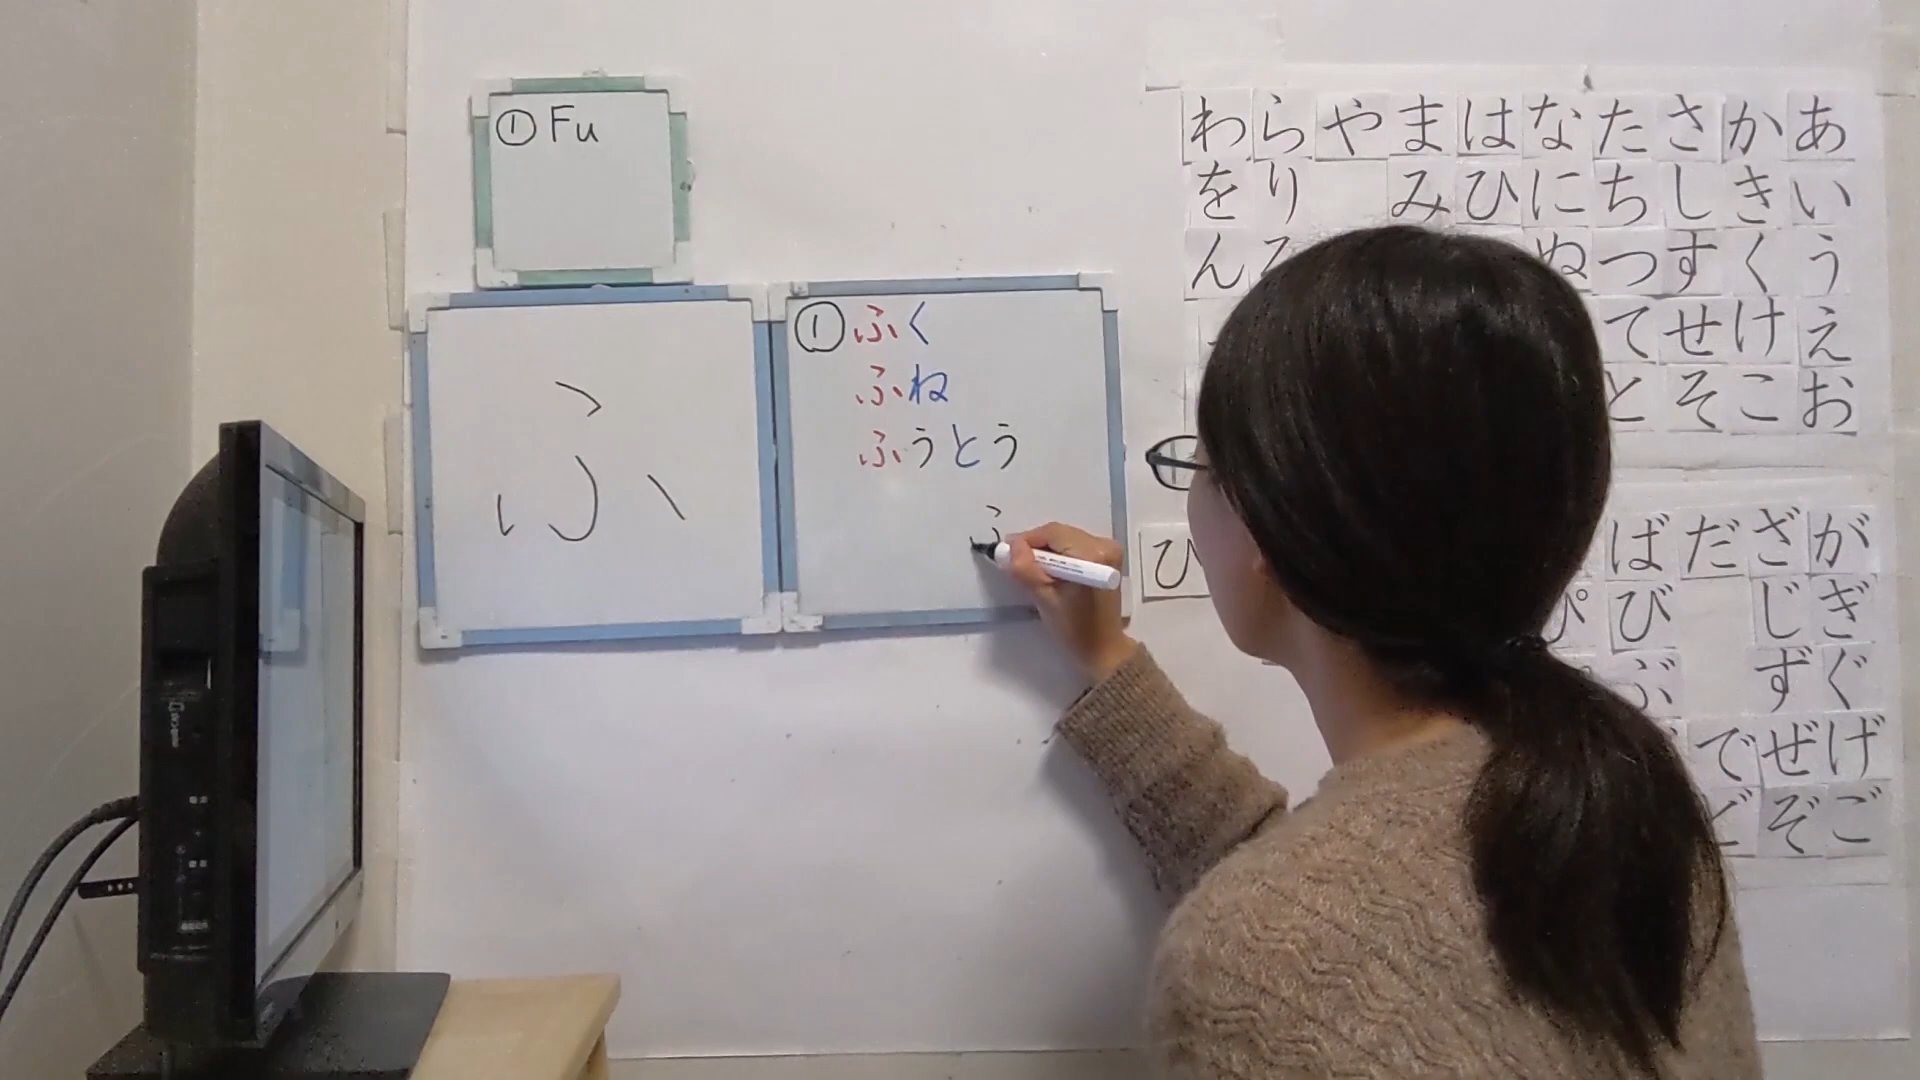 ① Fu
ふ
① ふく
ふね
ふうとう
ふ
わらやまはなたさかあ
をり みひにちしきい
ん ぬつすくう
てせけえ
とそこお
ひ ばだざが
ぴび じぎ
ぶ ずぐ
でぜげ
どぞご